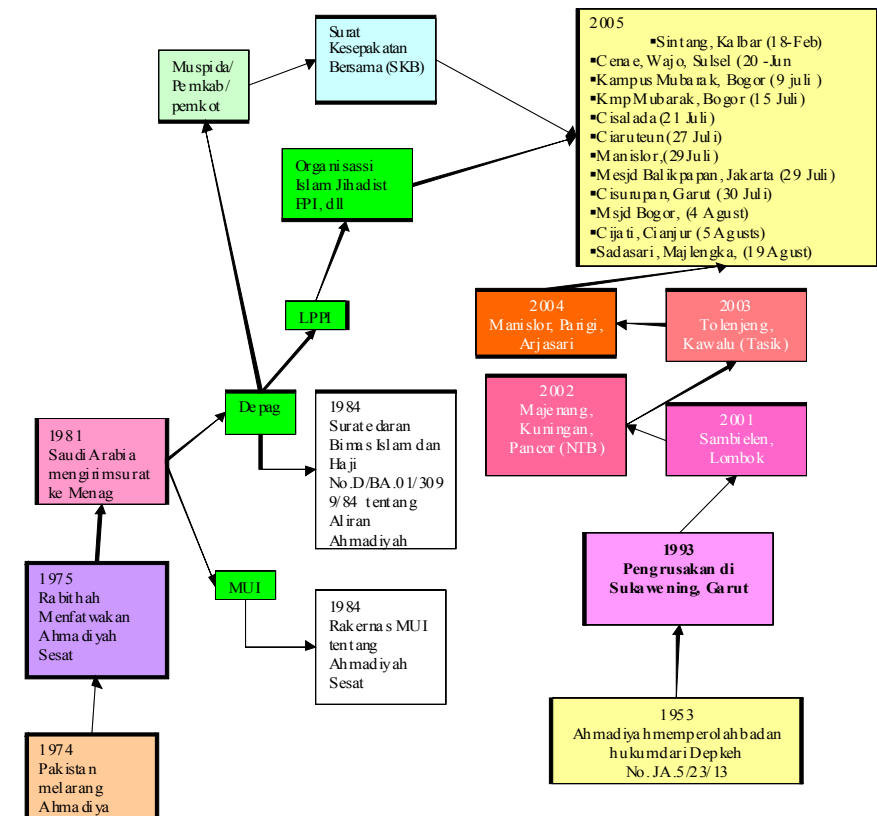 Surat
Kesepakatan
Bersama (SKB)
Muspida/
Pemkab/
pemkot
2005
▪Sintang, Kalbar (18-Feb)
▪Cenae, Wajo, Sulsel (20 -Jun
▪Kampus Mubarak, Bogor (9 juli )
▪Kmp Mubarak, Bogor (15 Juli)
▪Cisalada (21 Juli)
▪Ciaruteun (27 Juli)
▪Manislor,(29 Juli)
▪Mesjd Balikpapan, Jakarta (29 Juli)
▪Cisurupan, Garut (30 Juli)
▪Msjd Bogor, (4 Agust)
▪Cijati, Cianjur (5 Agusts)
▪Sadasari, Majlengka, (19 Agust)
Organisassi
Islam Jihadist
FPI, dll
LPPI
2004
Manislor, Parigi,
Arjasari
2003
Tolenjeng,
Kawalu (Tasik)
2002
Majenang,
Kuningan,
Pancor (NTB)
2001
Sambielen,
Lombok
Depag
1984
Surat edaran
Bimas Islam dan
Haji
No.D/BA.01/309
9/84 tentang
Aliran
Ahmadiyah
1981
Saudi Arabia
mengirim surat
ke Menag
1993
Pengrusakan di
Sukawening, Garut
1975
Rabithah
Menfatwakan
Ahmadiyah
Sesat
MUI
1984
Rakernas MUI
tentang
Ahmadiyah
Sesat
1953
Ahmadiyah memperolah badan
hukum dari Depkeh
No. JA.5/23/13
1974
Pakistan
melarang
Ahmadiya